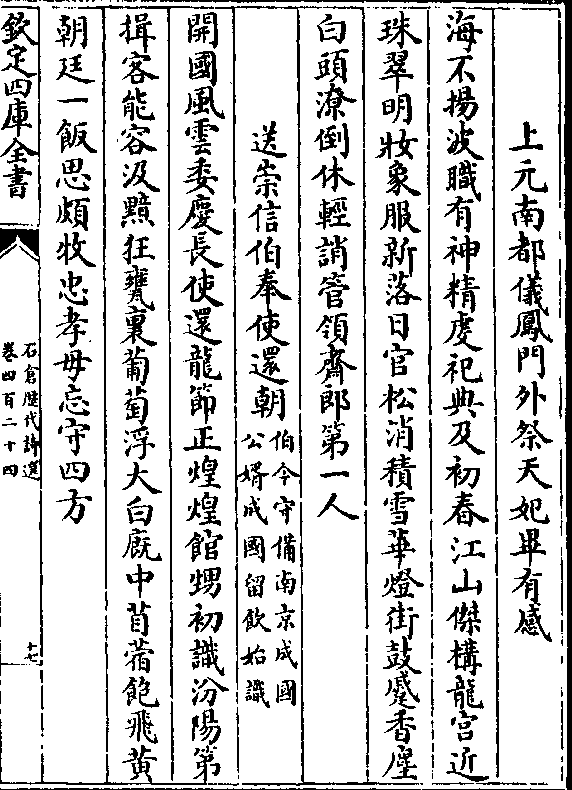 上元南都儀鳳門外祭天妃畢有感
海不揚波職有神精虔祀典及初春江山傑構龍宫近
珠翠明妝象服新落日官松消積雪華燈街鼓蹙香塵
白頭潦倒休輕誚管領齋郎第一人
送崇信伯奉使還朝伯今守備南京成國
公婿成國留飲始識
開國風雲委慶長使還龍節正煌煌館甥初識汾陽第
揖客能容汲黯狂甕裏葡萄浮大白廐中苜蓿飽飛黄
朝廷一飯思頗牧忠孝毋忘守四方
欽定四庫全書
石倉歴代詩選
卷四百二十四
十七